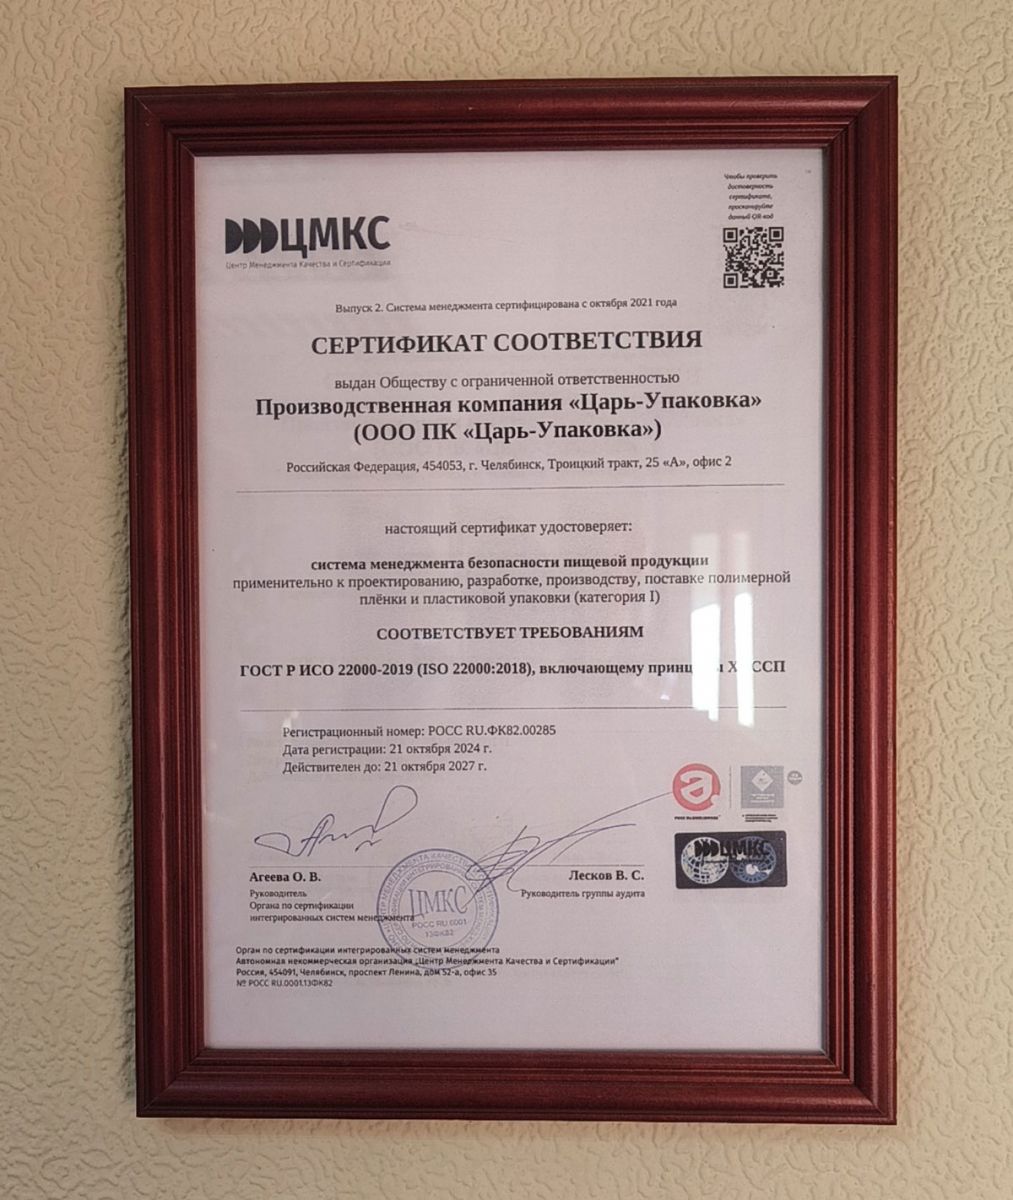 Чтобы проверить
достоверность
сертификата,
просканируйте
данный QR-код
ЦМКС
Центр Менеджмента Качества и Сертификации
Выпуск 2. Система менеджмента сертифицирована с октября 2021 года
СЕРТИФИКАТ СООТВЕТСТВИЯ
выдан Обществу с ограниченной ответственностью
Производственная компания «Царь-Упаковка»
(ООО ПК «Царь-Упаковка»)
Российская Федерация, 454053, г. Челябинск, Троицкий тракт, 25 «А», офис 2
настоящий сертификат удостоверяет:
система менеджмента безопасности пищевой продукции
применительно к проектированию, разработке, производству, поставке полимерной
плёнки и пластиковой упаковки (категория I)
СООТВЕТСТВУЕТ ТРЕБОВАНИЯМ
ГОСТ Р ИСО 22000-2019 (ISO 22000:2018), включающему
Регистрационный номер: РОСС RU.ФК82.00285
Дата регистрации: 21 октября 2024 г.
Действителен до: 21 октября 2027 г.
ЦМКС
Агеева О. В.
Руководитель
Органа по сертификации
интегрированных систем менеджмента
Лесков В. С.
Руководитель группы аудита
ЦМКС
РОСС RU.0001
13ФК82
Орган по сертификации интегрированных систем менеджмента
Автономная некоммерческая организация „Центр Менеджмента Качества и Сертификации"
Россия, 454091, Челябинск, проспект Ленина, дом 52-а, офис 35
№ РОСС RU.0001.13ФК82